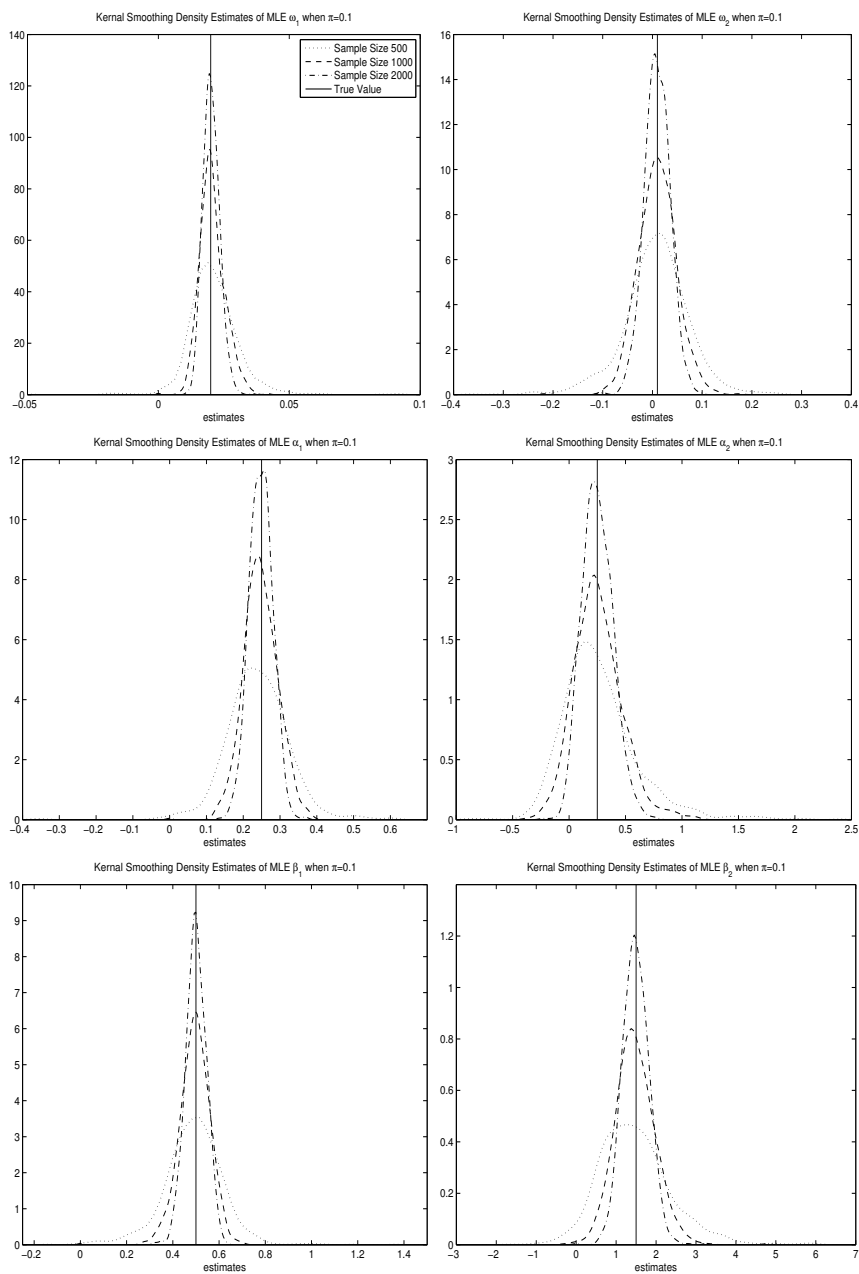 Kernal Smoothing Density Estimates of MLE ω₁ when π=0.1
140
120
100
80
60
40
20
0
−0.05 0 0.05 0.1
estimates
Sample Size 500
Sample Size 1000
Sample Size 2000
True Value
Kernal Smoothing Density Estimates of MLE ω₂ when π=0.1
16
14
12
10
8
6
4
2
0
−0.4 −0.3 −0.2 −0.1 0 0.1 0.2 0.3 0.4
estimates
Kernal Smoothing Density Estimates of MLE α₁ when π=0.1
12
10
8
6
4
2
0
−0.4 −0.3 −0.2 −0.1 0 0.1 0.2 0.3 0.4 0.5 0.6
estimates
Kernal Smoothing Density Estimates of MLE α₂ when π=0.1
3
2.5
2
1.5
1
0.5
0
−1 −0.5 0 0.5 1 1.5 2 2.5
estimates
Kernal Smoothing Density Estimates of MLE β₁ when π=0.1
10
9
8
7
6
5
4
3
2
1
0
−0.2 0 0.2 0.4 0.6 0.8 1 1.2 1.4
estimates
Kernal Smoothing Density Estimates of MLE β₂ when π=0.1
1.2
1
0.8
0.6
0.4
0.2
0
−3 −2 −1 0 1 2 3 4 5 6 7
estimates